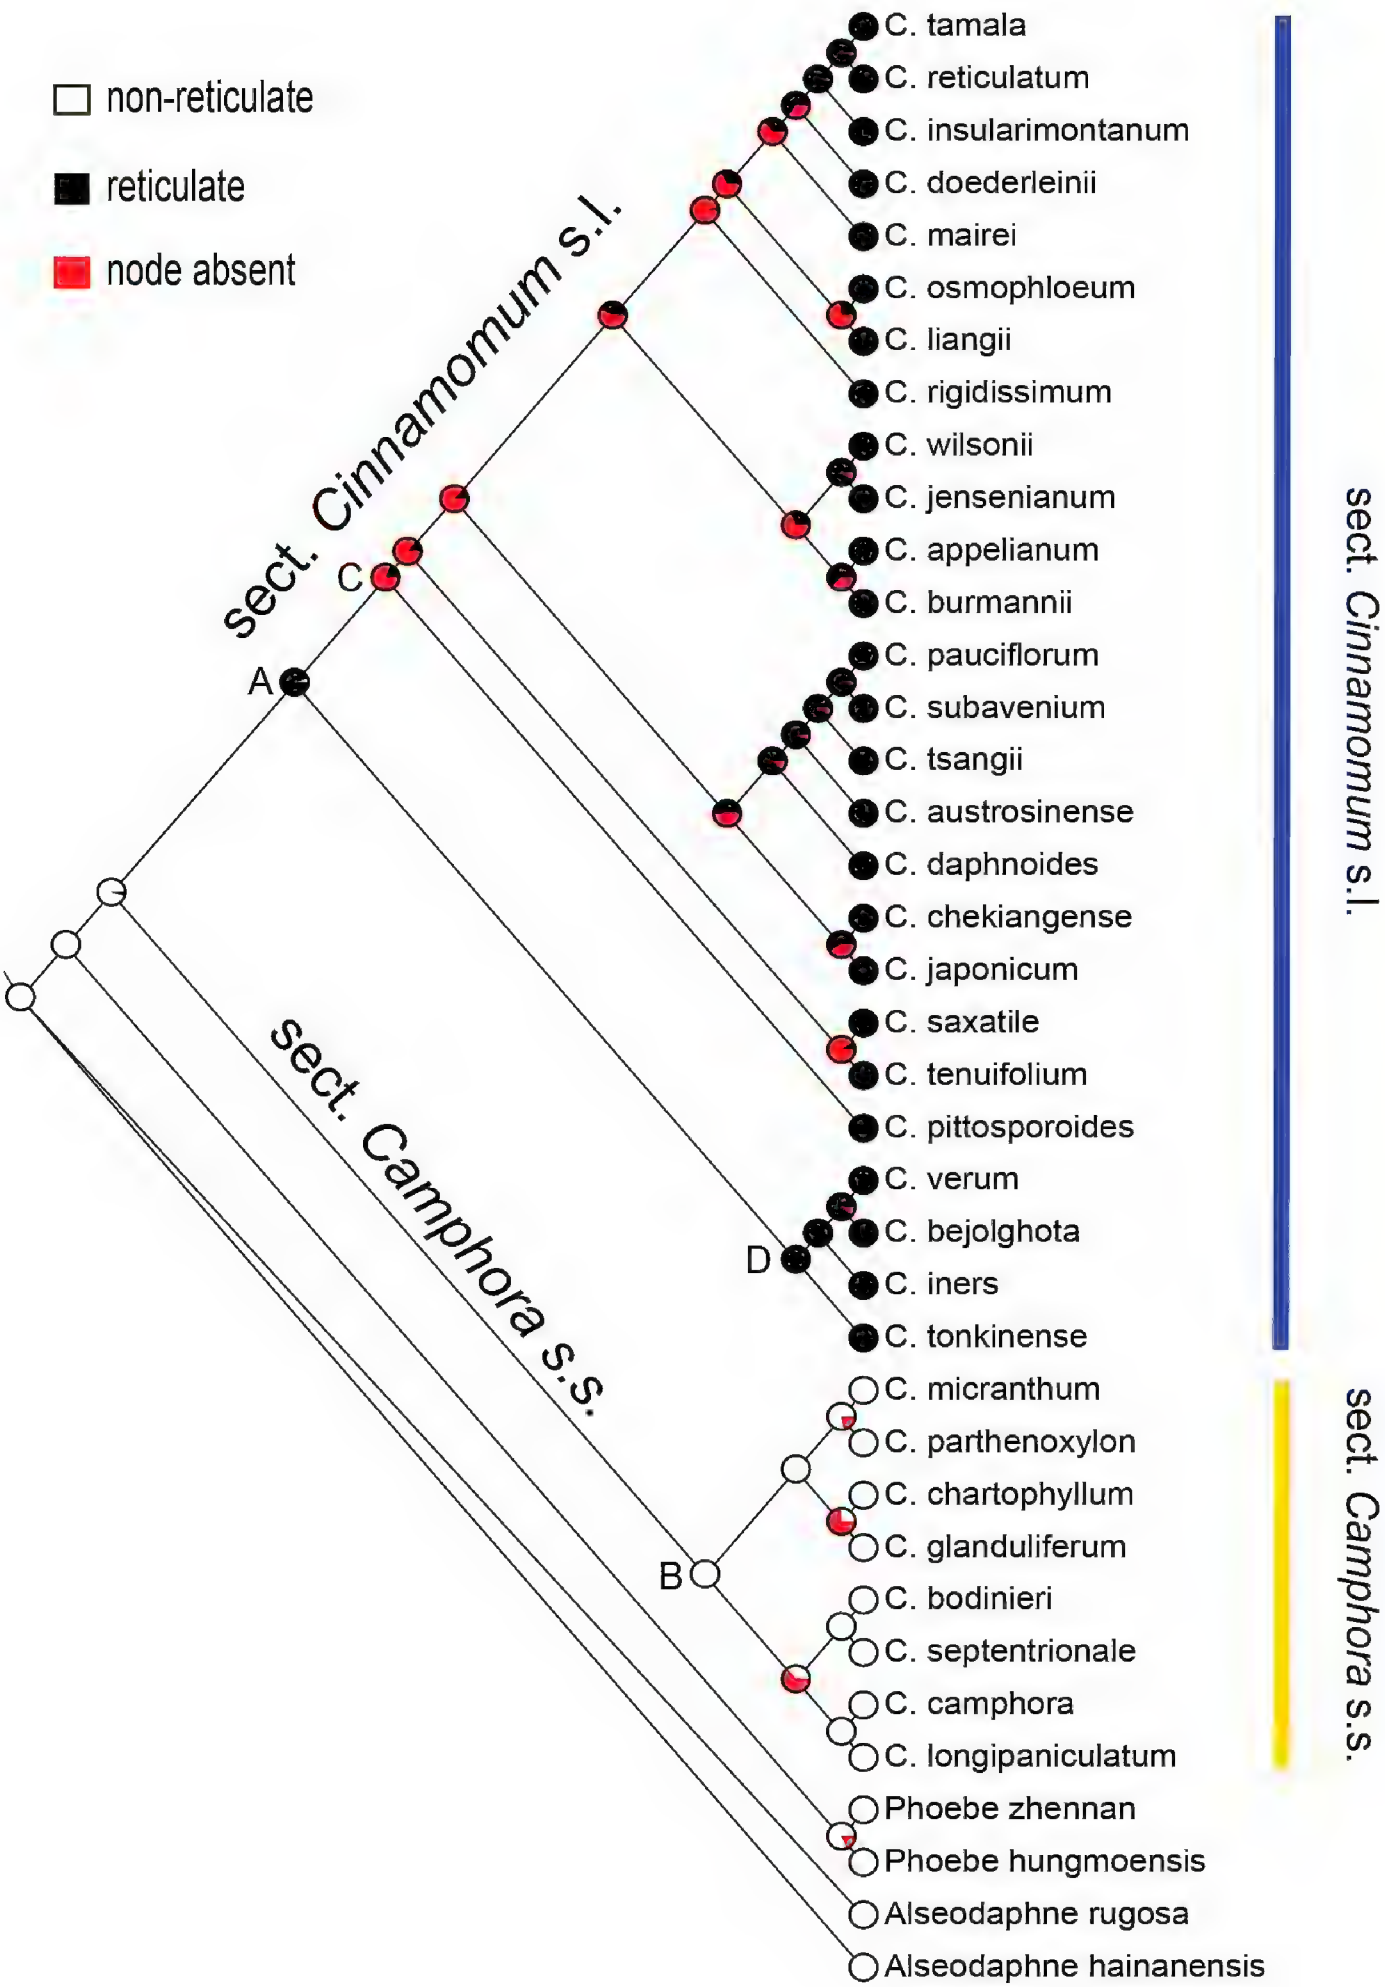 non-reticulate
reticulate
node absent
sect. Cinnamomum s.l.
sect. Camphora s.s.
A
B
C
D
C. tamala
C. reticulatum
C. insularimontanum
C. doederleinii
C. mairei
C. osmophloeum
C. liangii
C. rigidissimum
C. wilsonii
C. jensenianum
C. appelianum
C. burmannii
C. pauciflorum
C. subavenium
C. tsangii
C. austrosinense
C. daphnoides
C. chekiangense
C. japonicum
C. saxatile
C. tenuifolium
C. pittosporoides
C. verum
C. bejolghota
C. iners
C. tonkinense
C. micranthum
C. parthenoxylon
C. chartophyllum
C. glanduliferum
C. bodinieri
C. septentrionale
C. camphora
C. longipaniculatum
Phoebe zhennan
Phoebe hungmoensis
Alseodaphne rugosa
Alseodaphne hainanensis
sect. Cinnamomum s.l.
sect. Camphora s.s.